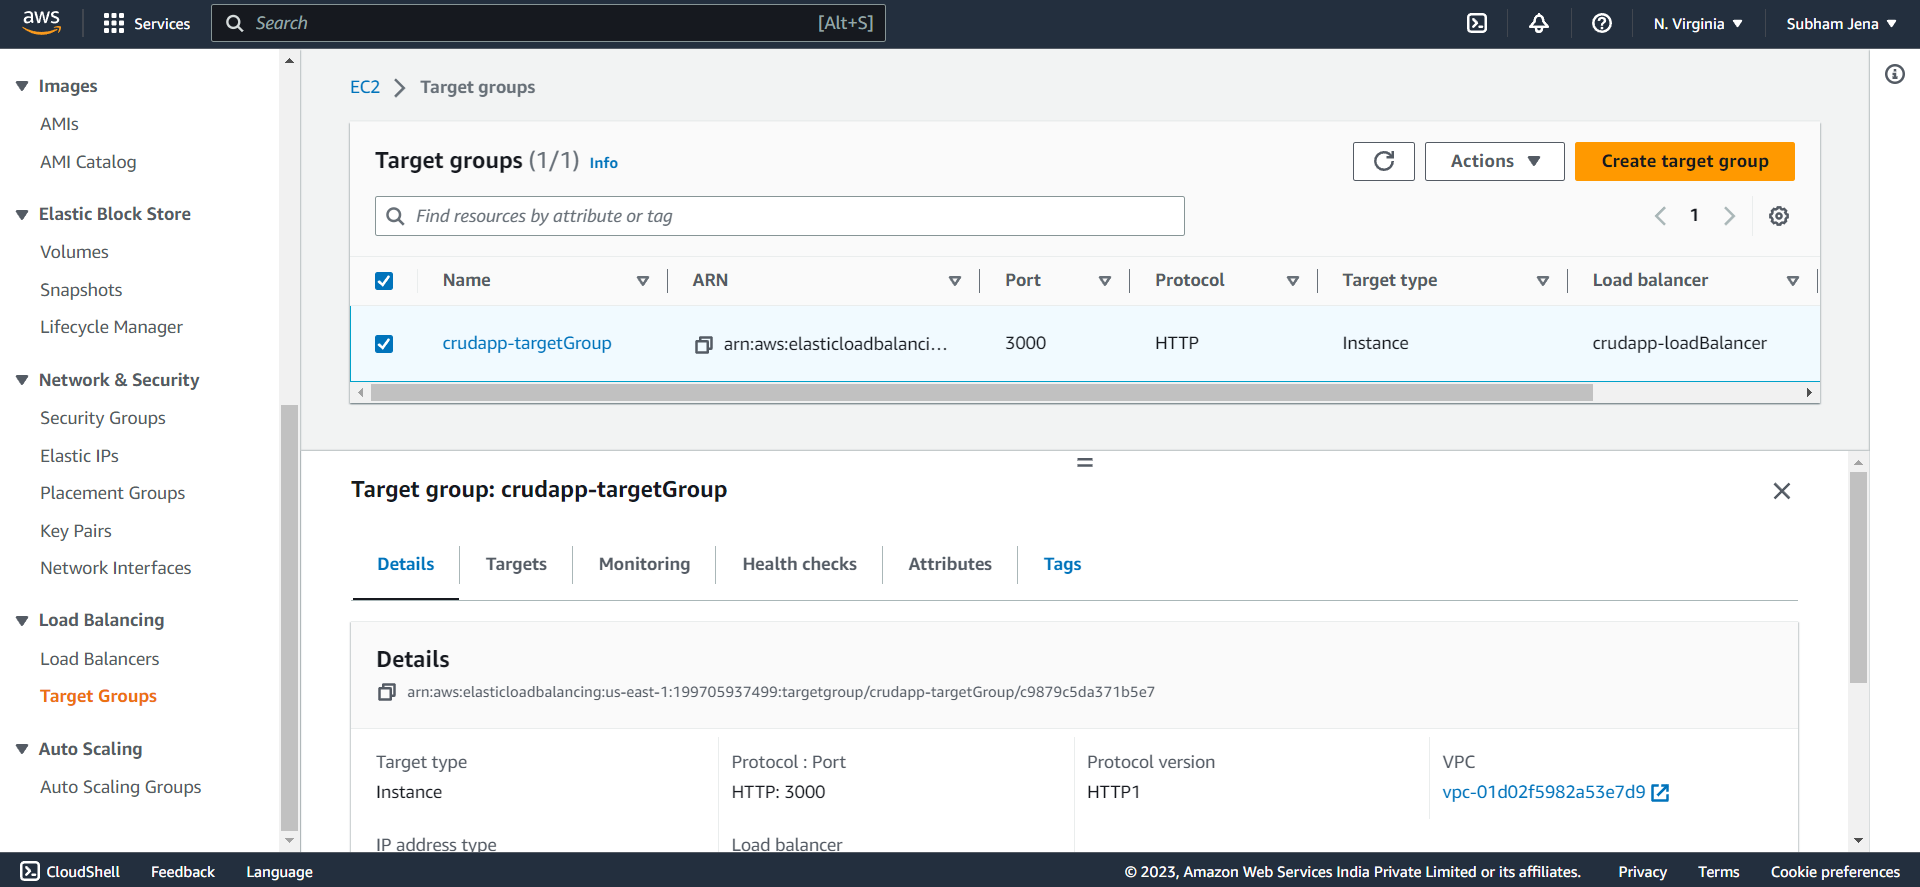 aws Services Search [Alt+S] N. Virginia Subham Jena
Images
AMIs
AMI Catalog
Elastic Block Store
Volumes
Snapshots
Lifecycle Manager
Network & Security
Security Groups
Elastic IPs
Placement Groups
Key Pairs
Network Interfaces
Load Balancing
Load Balancers
Target Groups
Auto Scaling
Auto Scaling Groups
EC2 Target groups
Target groups (1/1) Info Actions Create target group
Find resources by attribute or tag 1
Name ARN Port Protocol Target type Load balancer
crudapp-targetGroup arn:aws:elasticloadbalanci... 3000 HTTP Instance crudapp-loadBalancer
Target group: crudapp-targetGroup
Details Targets Monitoring Health checks Attributes Tags
Details
arn:aws:elasticloadbalancing:us-east-1:199705937499:targetgroup/crudapp-targetGroup/c9879c5da371b5e7
Target type Protocol : Port Protocol version VPC
Instance HTTP: 3000 HTTP1 vpc-01d02f5982a53e7d9
IP address type Load balancer
CloudShell Feedback Language © 2023, Amazon Web Services India Private Limited or its affiliates. Privacy Terms Cookie preferences